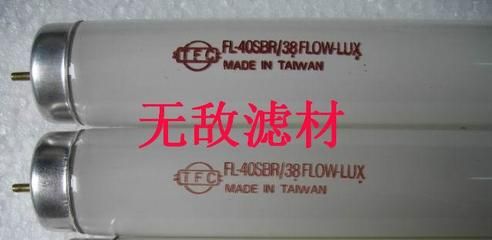 TFC FL-40SBR/38 FLOW-LUX
MADE IN TAIWAN
无敌滤材
TFC FL-40SBR/38 FLOW-LUX
MADE IN TAIWAN